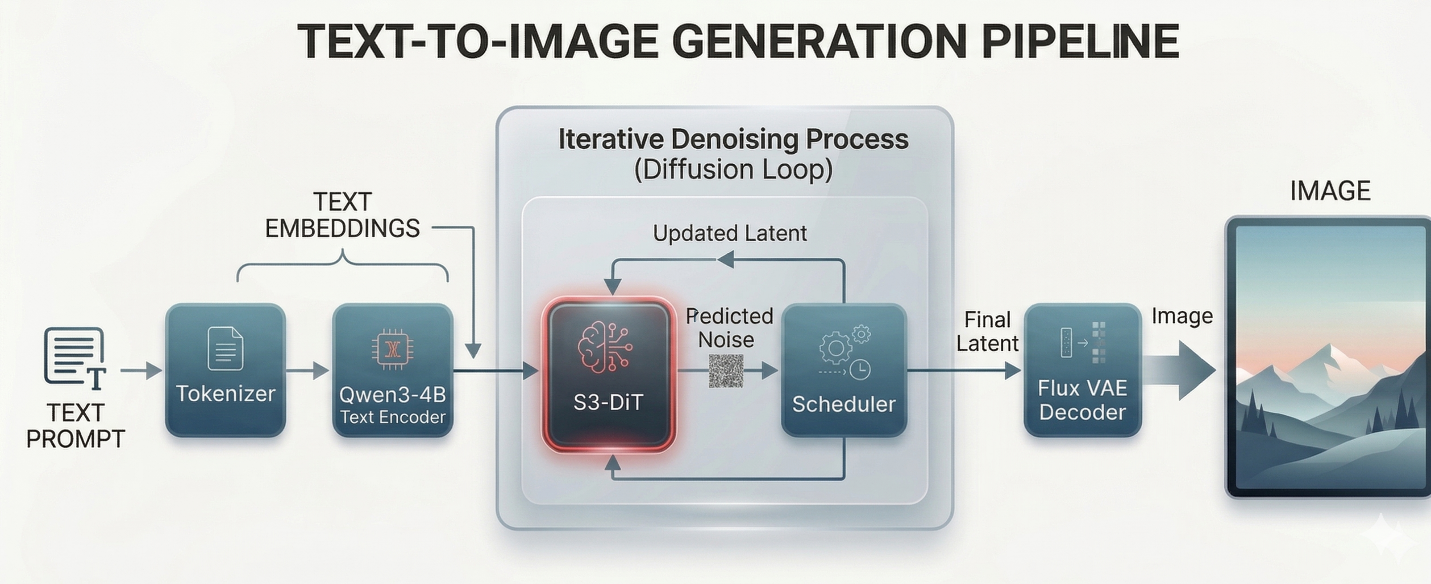 TEXT-TO-IMAGE GENERATION PIPELINE
Iterative Denoising Process
(Diffusion Loop)
TEXT
EMBEDDINGS
IMAGE
Updated Latent
Predicted
Noise
Final
Latent
Image
T
TEXT
PROMPT
Tokenizer
Qwen3-4B
Text Encoder
S3-DiT
Scheduler
Flux VAE
Decoder